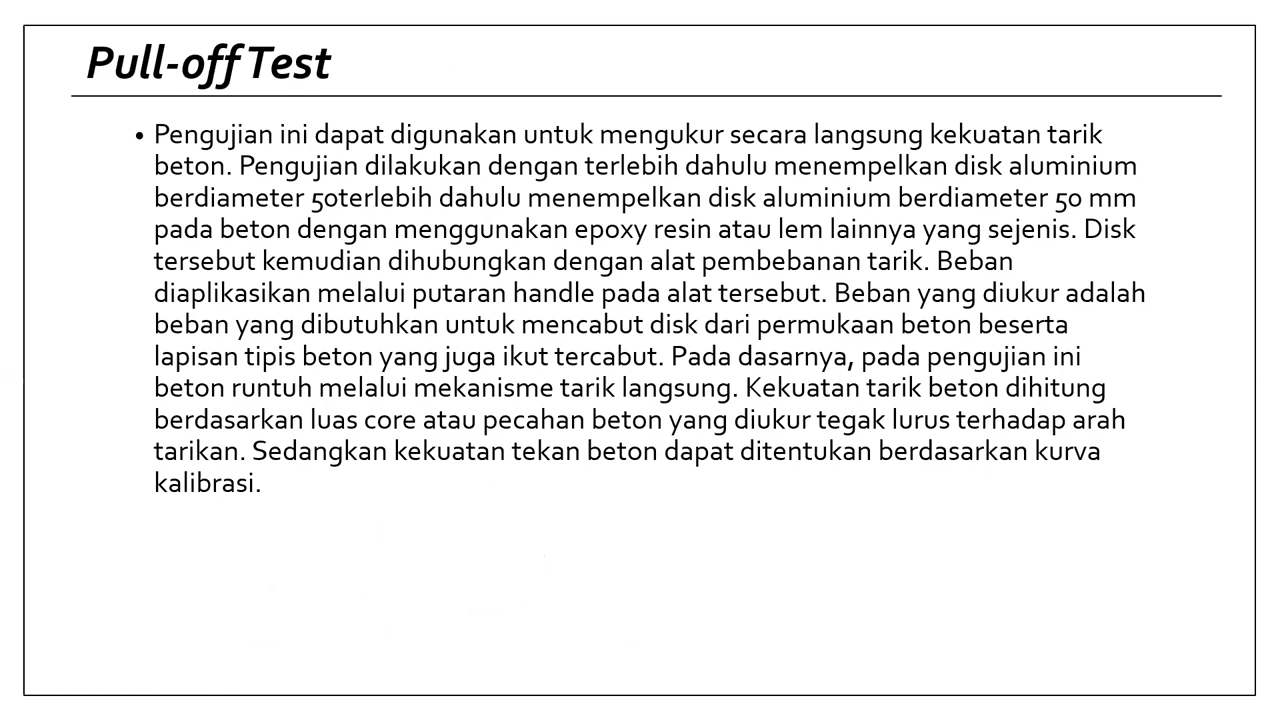 Pull-off Test
• Pengujian ini dapat digunakan untuk mengukur secara langsung kekuatan tarik
beton. Pengujian dilakukan dengan terlebih dahulu menempelkan disk aluminium
berdiameter 50terlebih dahulu menempelkan disk aluminium berdiameter 50 mm
pada beton dengan menggunakan epoxy resin atau lem lainnya yang sejenis. Disk
tersebut kemudian dihubungkan dengan alat pembebanan tarik. Beban
diaplikasikan melalui putaran handle pada alat tersebut. Beban yang diukur adalah
beban yang dibutuhkan untuk mencabut disk dari permukaan beton beserta
lapisan tipis beton yang juga ikut tercabut. Pada dasarnya, pada pengujian ini
beton runtuh melalui mekanisme tarik langsung. Kekuatan tarik beton dihitung
berdasarkan luas core atau pecahan beton yang diukur tegak lurus terhadap arah
tarikan. Sedangkan kekuatan tekan beton dapat ditentukan berdasarkan kurva
kalibrasi.